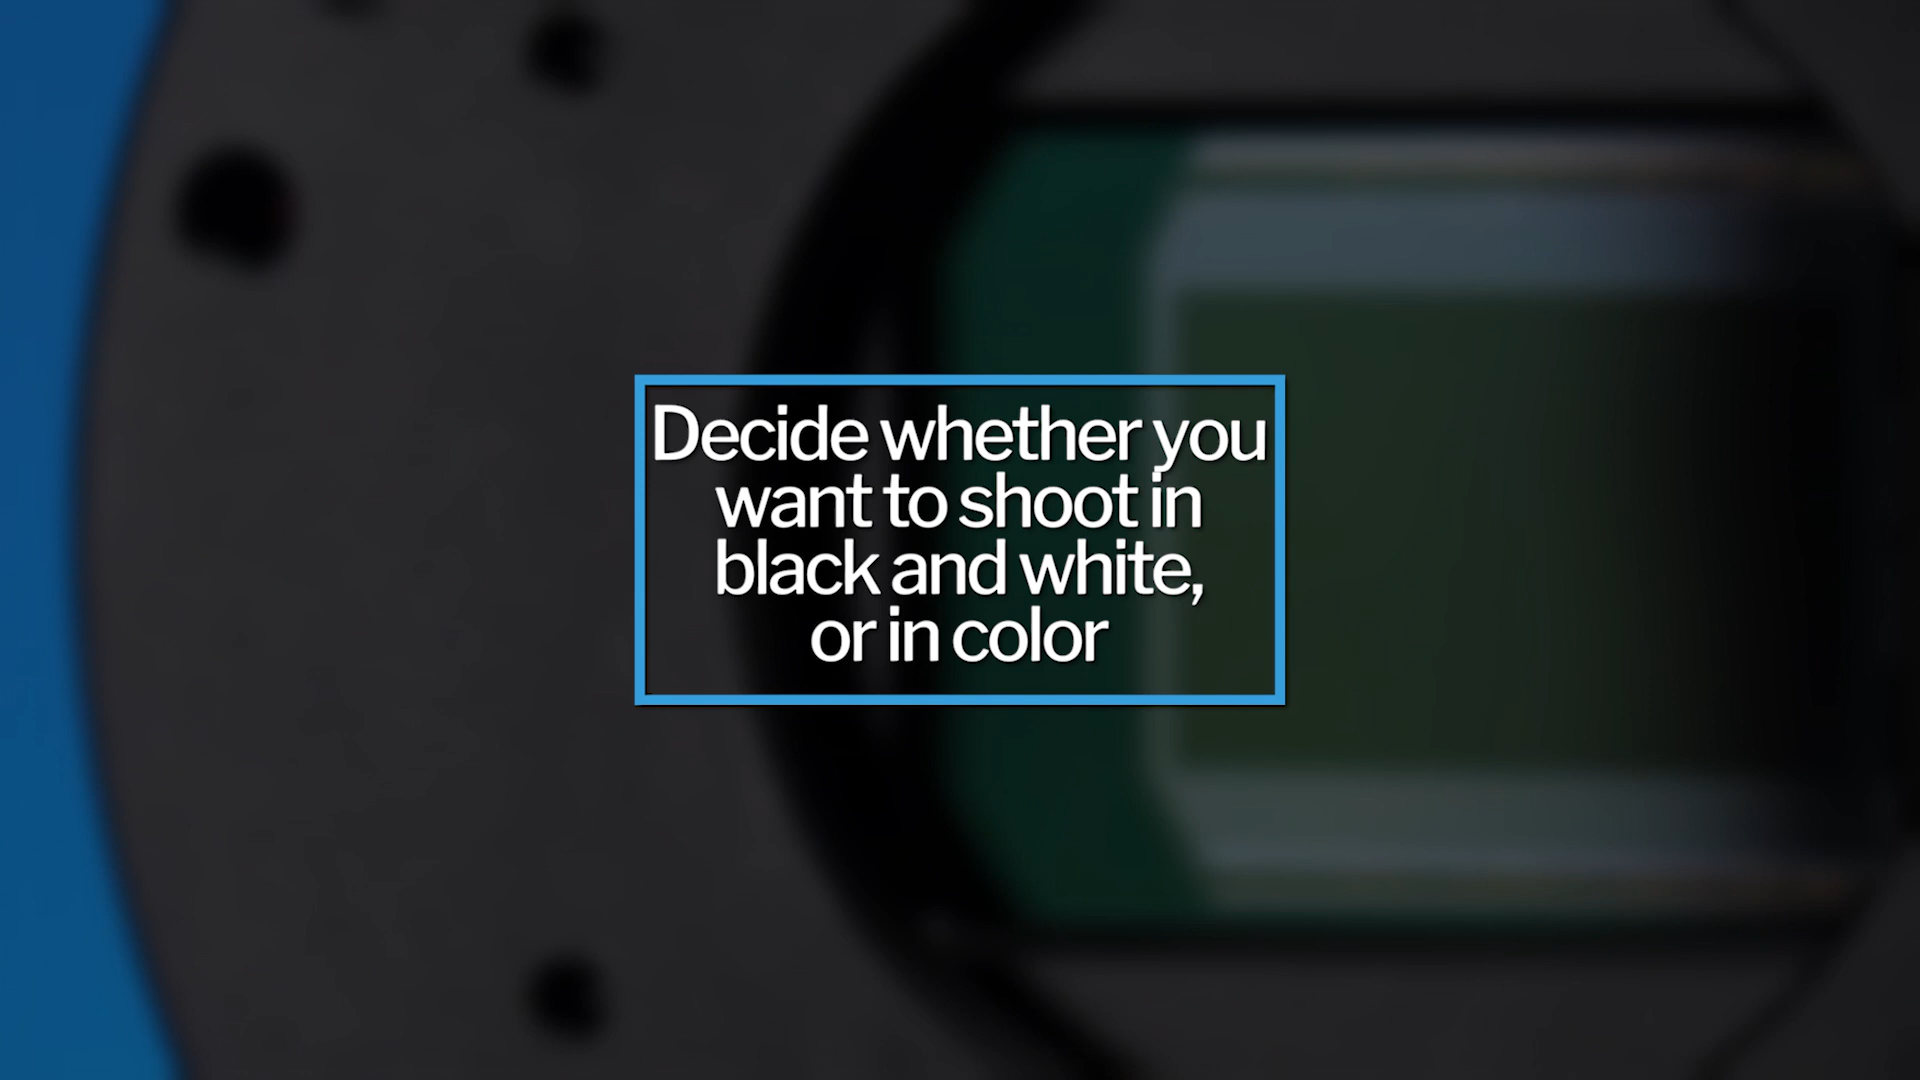 Decide whether you
want to shoot in
black and white,
or in color